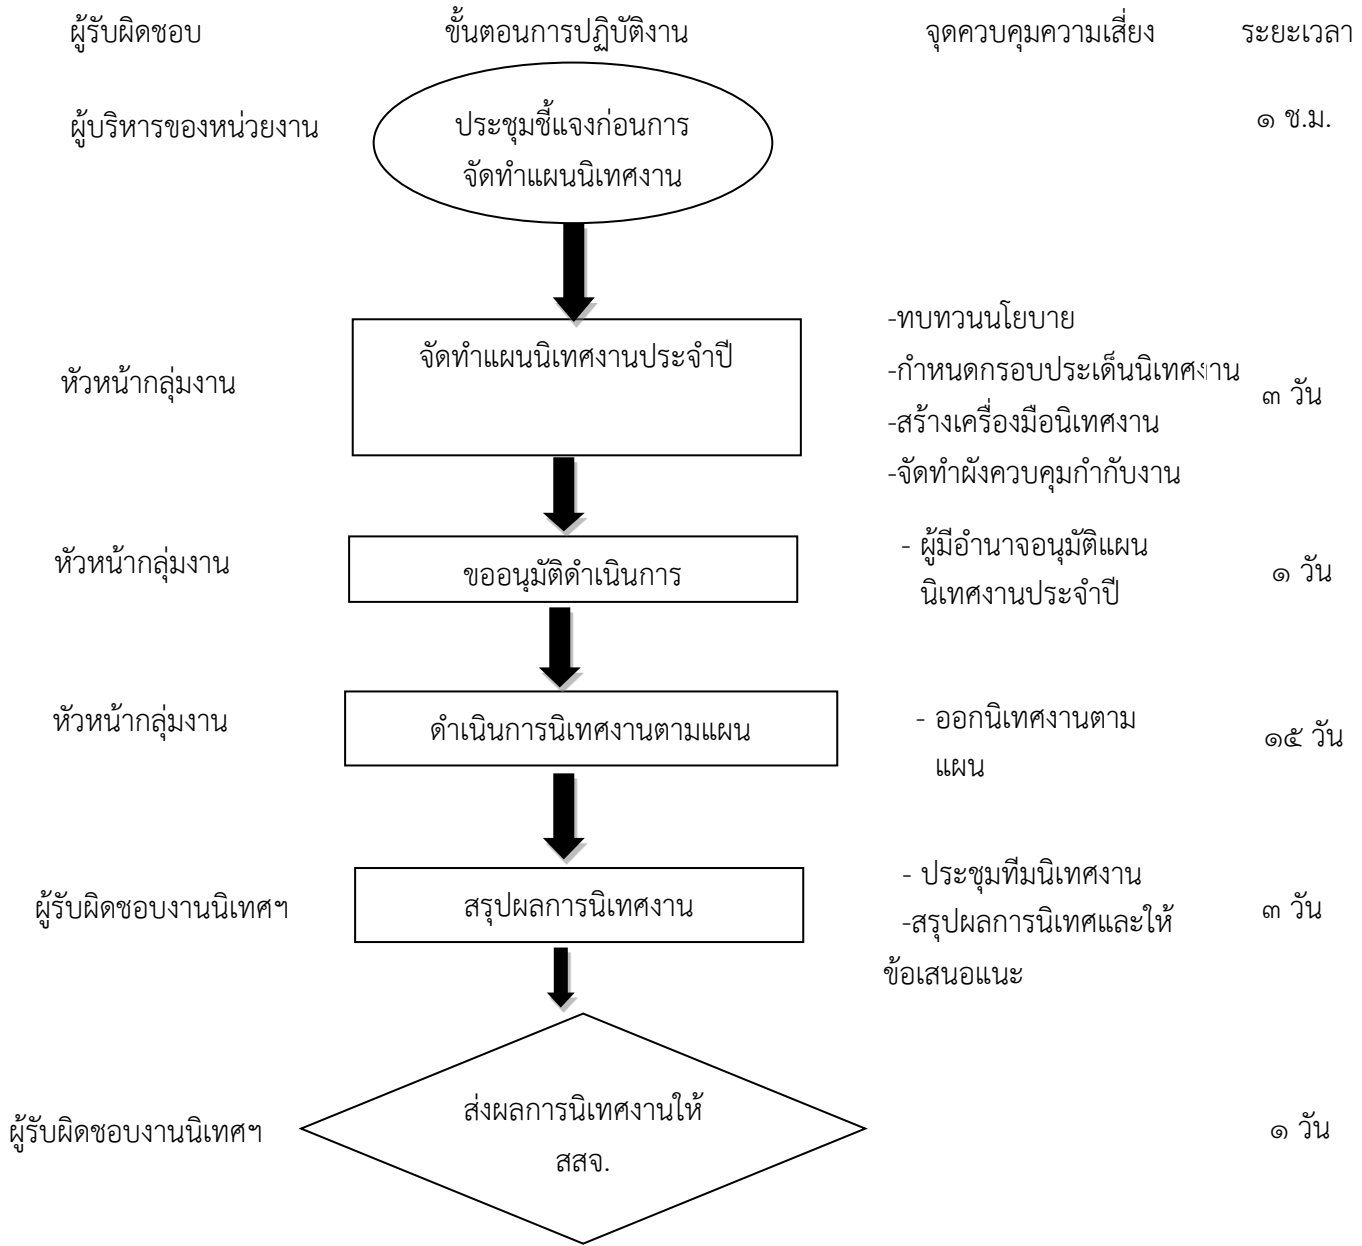 ผู้รับผิดชอบ ขั้นตอนการปฏิบัติงาน จุดควบคุมความเสี่ยง ระยะเวลา
ผู้บริหารของหน่วยงาน
ประชุมชี้แจงก่อนการ
จัดทำแผนนิเทศงาน
๑ ช.ม.
หัวหน้ากลุ่มงาน
จัดทำแผนนิเทศงานประจำปี
-ทบทวนนโยบาย
-กำหนดกรอบประเด็นนิเทศงาน
-สร้างเครื่องมือนิเทศงาน
-จัดทำผังควบคุมกำกับงาน
๓ วัน
หัวหน้ากลุ่มงาน
ขออนุมัติดำเนินการ
- ผู้มีอำนาจอนุมัติแผน
นิเทศงานประจำปี
๑ วัน
หัวหน้ากลุ่มงาน
ดำเนินการนิเทศงานตามแผน
- ออกนิเทศงานตาม
แผน
๑๕ วัน
ผู้รับผิดชอบงานนิเทศฯ
สรุปผลการนิเทศงาน
- ประชุมทีมนิเทศงาน
-สรุปผลการนิเทศและให้
ข้อเสนอแนะ
๓ วัน
ผู้รับผิดชอบงานนิเทศฯ
ส่งผลการนิเทศงานให้
สสจ.
๑ วัน